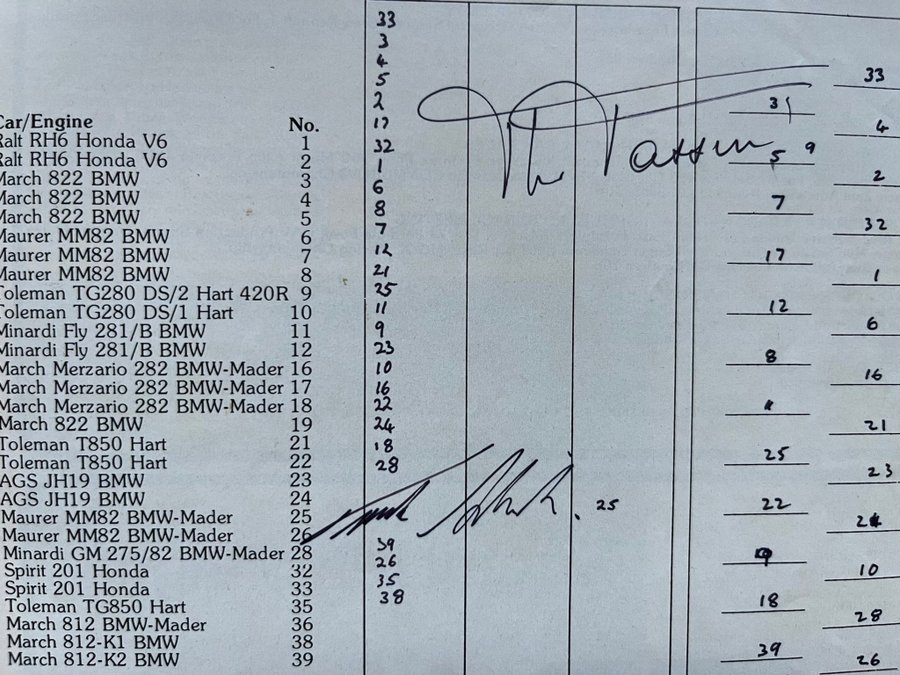 Car/Engine No.
Ralt RH6 Honda V6 1
Ralt RH6 Honda V6 2
March 822 BMW 3
March 822 BMW 4
March 822 BMW 5
Maurer MM82 BMW 6
Maurer MM82 BMW 7
Maurer MM82 BMW 8
Toleman TG280 DS/2 Hart 420R 9
Toleman TG280 DS/1 Hart 10
Minardi Fly 281/B BMW 11
Minardi Fly 281/B BMW 12
March Merzario 282 BMW-Mader 16
March Merzario 282 BMW-Mader 17
March Merzario 282 BMW-Mader 18
March 822 BMW 19
Toleman T850 Hart 21
Toleman T850 Hart 22
AGS JH19 BMW 23
AGS JH19 BMW 24
Maurer MM82 BMW-Mader 25
Maurer MM82 BMW-Mader 26
Minardi GM 275/82 BMW-Mader 28
Spirit 201 Honda 32
Spirit 201 Honda 33
Toleman TG850 Hart 35
March 812 BMW-Mader 36
March 812-K1 BMW 38
March 812-K2 BMW 39
33
3
4
5
2
17
32
1
6
8
7
12
21
25
11
9
23
10
16
22
24
18
28
39
26
35
38
Th Tassin 9
25
33
3
4
5
2
7
32
17
1
12
6
8
16
21
25
23
22
24
9
10
18
28
39
26